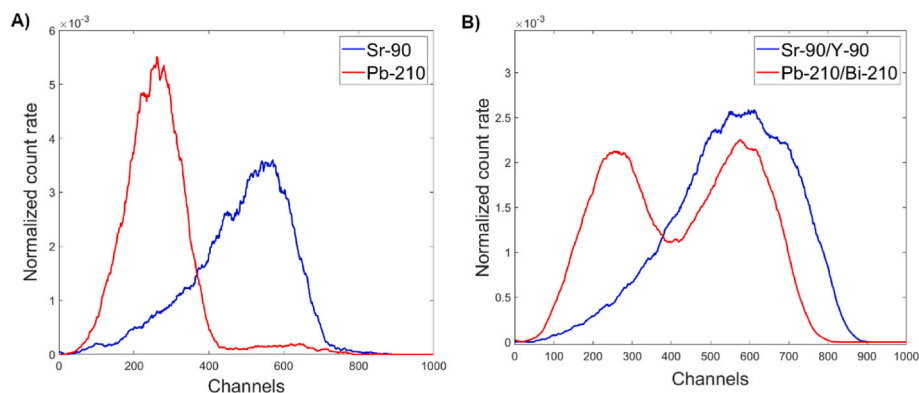 A)
×10⁻³
6
5
4
3
2
1
0
0 200 400 600 800 1000
Normalized count rate
Channels
Sr-90
Pb-210
B)
×10⁻³
3
2.5
2
1.5
1
0.5
0
0 100 200 300 400 500 600 700 800 900 1000
Normalized count rate
Channels
Sr-90/Y-90
Pb-210/Bi-210